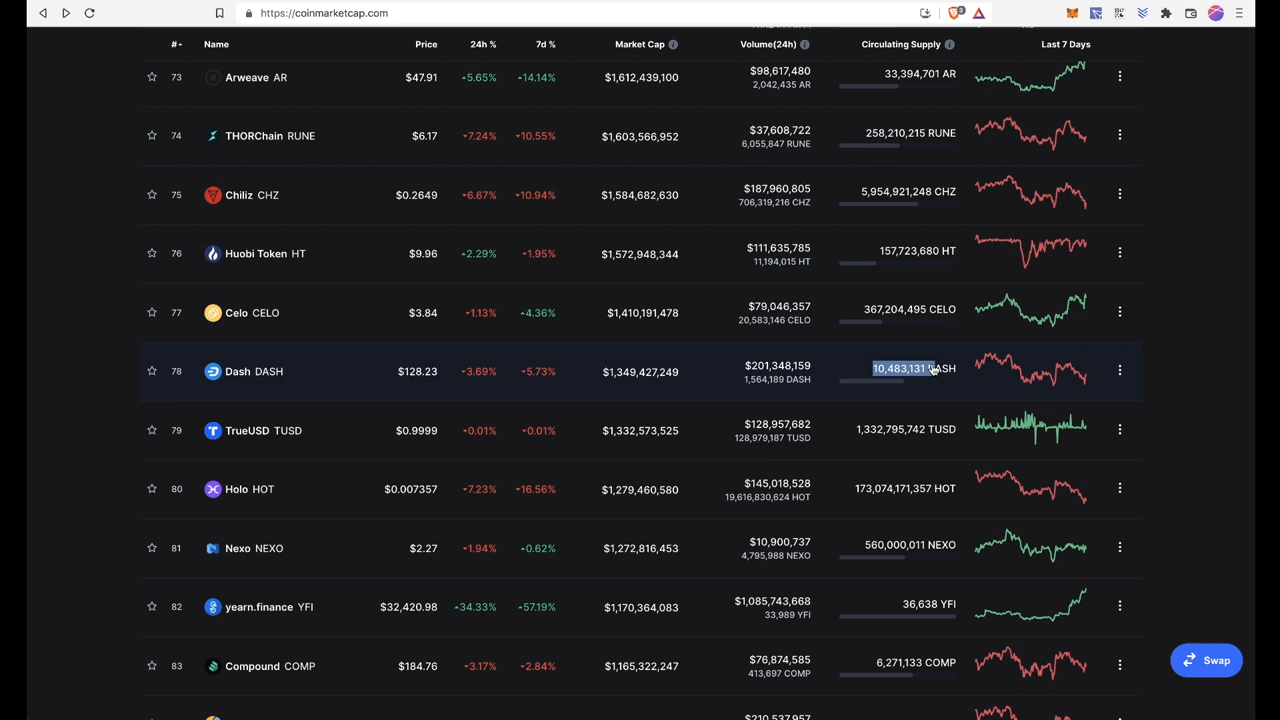 https://coinmarketcap.com
3
# Name Price 24h % 7d % Market Cap Volume(24h) Circulating Supply Last 7 Days
73 Arweave AR $47.91 5.65% 14.14% $1,612,439,100 $98,617,480 33,394,701 AR
2,042,435 AR
74 THORChain RUNE $6.17 7.24% 10.55% $1,603,566,952 $37,608,722 258,210,215 RUNE
6,055,847 RUNE
75 Chiliz CHZ $0.2649 6.67% 10.94% $1,584,682,630 $187,960,805 5,954,921,248 CHZ
706,319,216 CHZ
76 Huobi Token HT $9.96 2.29% 1.95% $1,572,948,344 $111,635,785 157,723,680 HT
11,194,015 HT
77 Celo CELO $3.84 1.13% 4.36% $1,410,191,478 $79,046,357 367,204,495 CELO
20,583,146 CELO
78 Dash DASH $128.23 3.69% 5.73% $1,349,427,249 $201,348,159 10,483,131 DASH
1,564,189 DASH
79 TrueUSD TUSD $0.9999 0.01% 0.01% $1,332,573,525 $128,957,682 1,332,795,742 TUSD
128,979,187 TUSD
80 Holo HOT $0.007357 7.23% 16.56% $1,279,460,580 $145,018,528 173,074,171,357 HOT
19,616,830,624 HOT
81 Nexo NEXO $2.27 1.94% 0.62% $1,272,816,453 $10,900,737 560,000,011 NEXO
4,795,988 NEXO
82 yearn.finance YFI $32,420.98 34.33% 57.19% $1,170,364,083 $1,085,743,668 36,638 YFI
33,989 YFI
83 Compound COMP $184.76 3.17% 2.84% $1,165,322,247 $76,874,585 6,271,133 COMP
413,697 COMP
Swap
$210,537,957